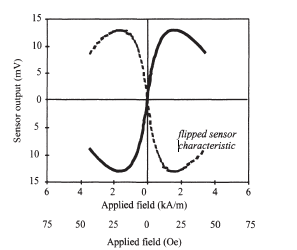 15
10
5
0
5
10
15
Sensor output (mV)
flipped sensor
characteristic
6 4 2 0 2 4 6
Applied field (kA/m)
75 50 25 0 25 50 75
Applied field (Oe)